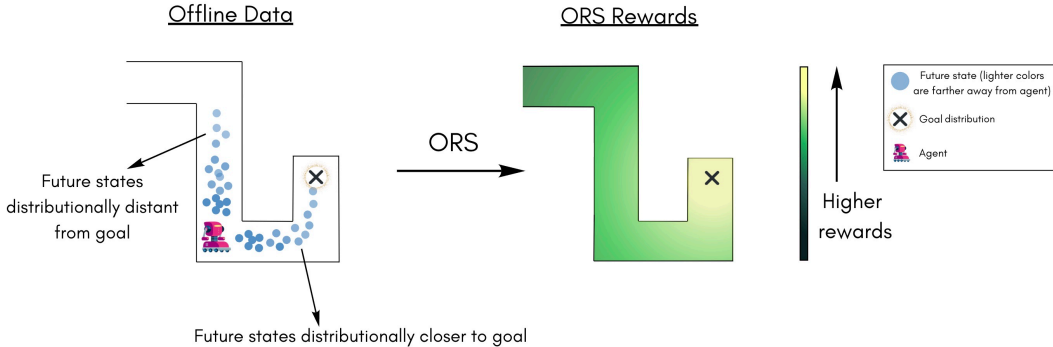 Offline Data
ORS Rewards
Future states
distributionally distant
from goal
ORS
Higher
rewards
Future state (lighter colors
are farther away from agent)
Goal distribution
Agent
Future states distributionally closer to goal